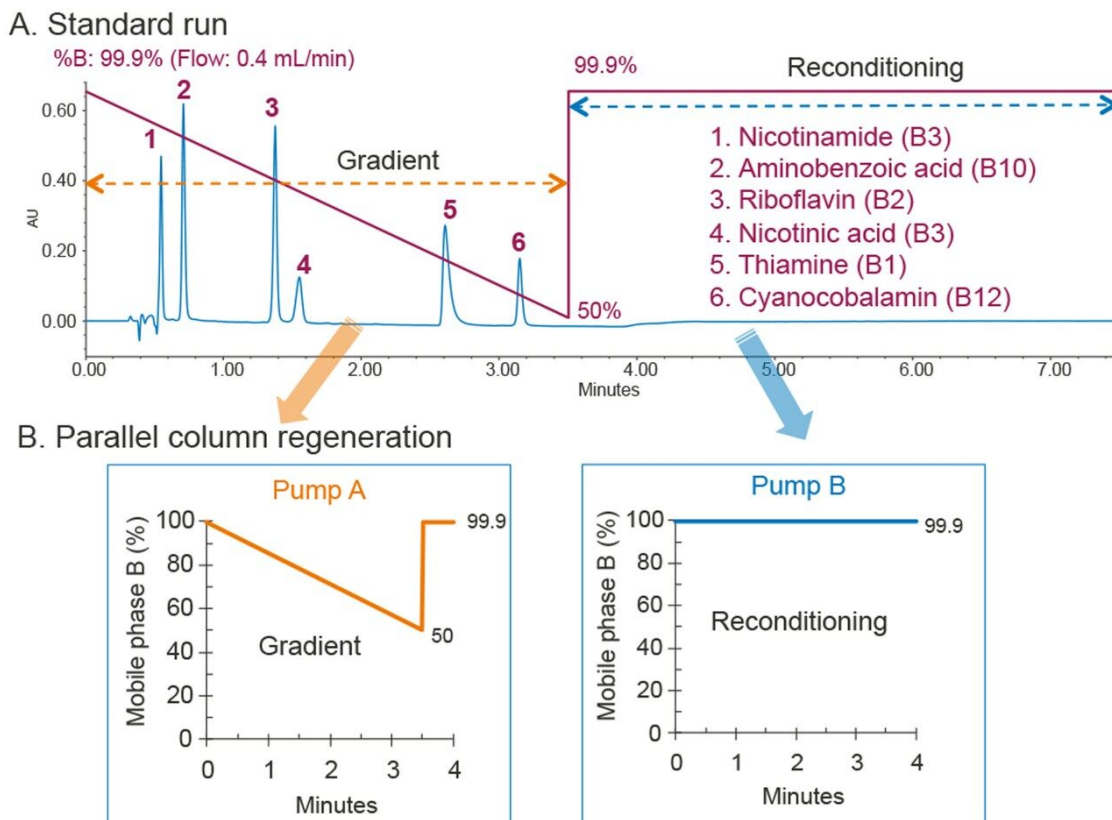 A. Standard run
%B: 99.9% (Flow: 0.4 mL/min)
99.9%
Reconditioning
0.60
0.40
0.20
0.00
AU
1
2
3
4
5
6
Gradient
50%
1. Nicotinamide (B3)
2. Aminobenzoic acid (B10)
3. Riboflavin (B2)
4. Nicotinic acid (B3)
5. Thiamine (B1)
6. Cyanocobalamin (B12)
0.00 1.00 2.00 3.00 4.00 5.00 6.00 7.00
Minutes
B. Parallel column regeneration
Pump A
Mobile phase B (%)
100
80
60
40
20
0
99.9
50
Gradient
0 1 2 3 4
Minutes
Pump B
Mobile phase B (%)
100
80
60
40
20
0
99.9
Reconditioning
0 1 2 3 4
Minutes